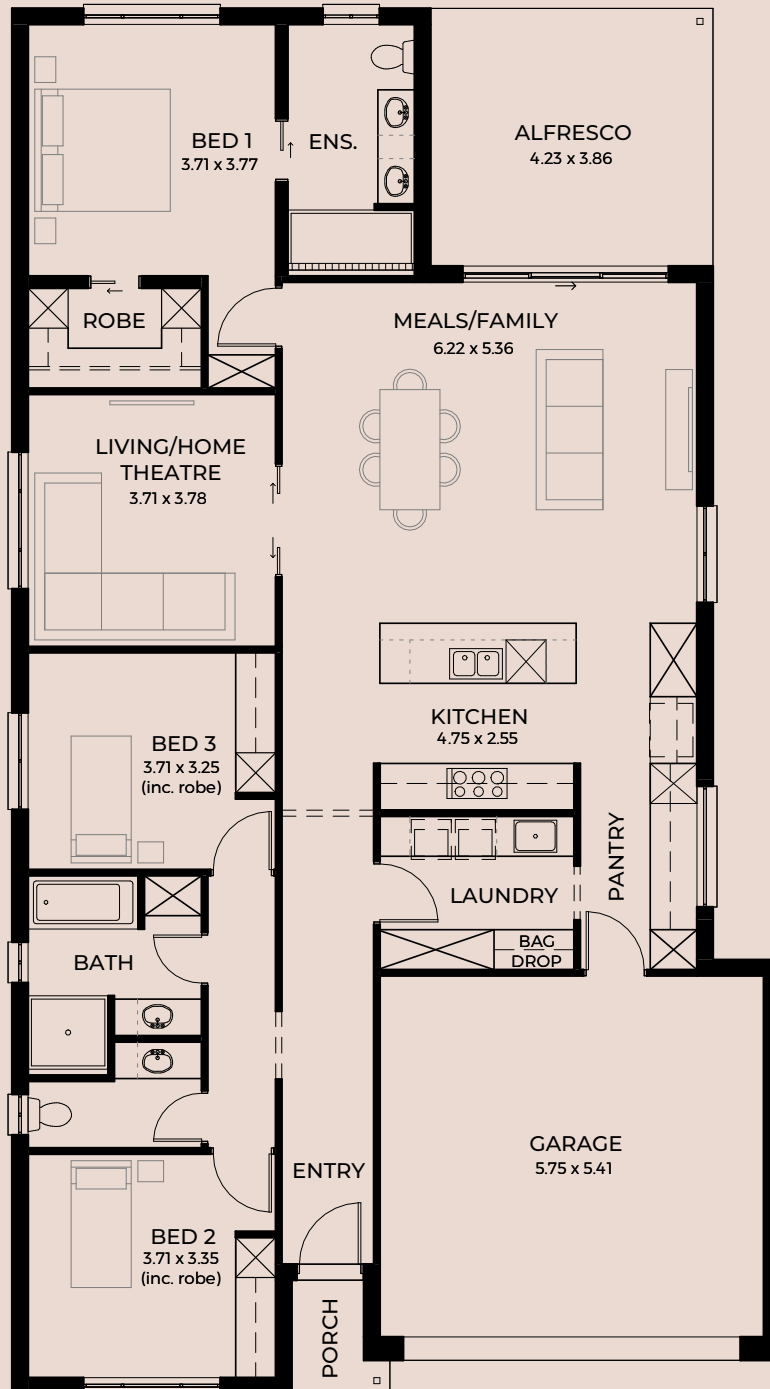 BED 1
3.71 x 3.77
ENS.
ALFRESCO
4.23 x 3.86
ROBE
MEALS/FAMILY
6.22 x 5.36
LIVING/HOME
THEATRE
3.71 x 3.78
KITCHEN
4.75 x 2.55
BED 3
3.71 x 3.25
(inc. robe)
PANTRY
LAUNDRY
BAG
DROP
BATH
GARAGE
5.75 x 5.41
ENTRY
BED 2
3.71 x 3.35
(inc. robe)
PORCH